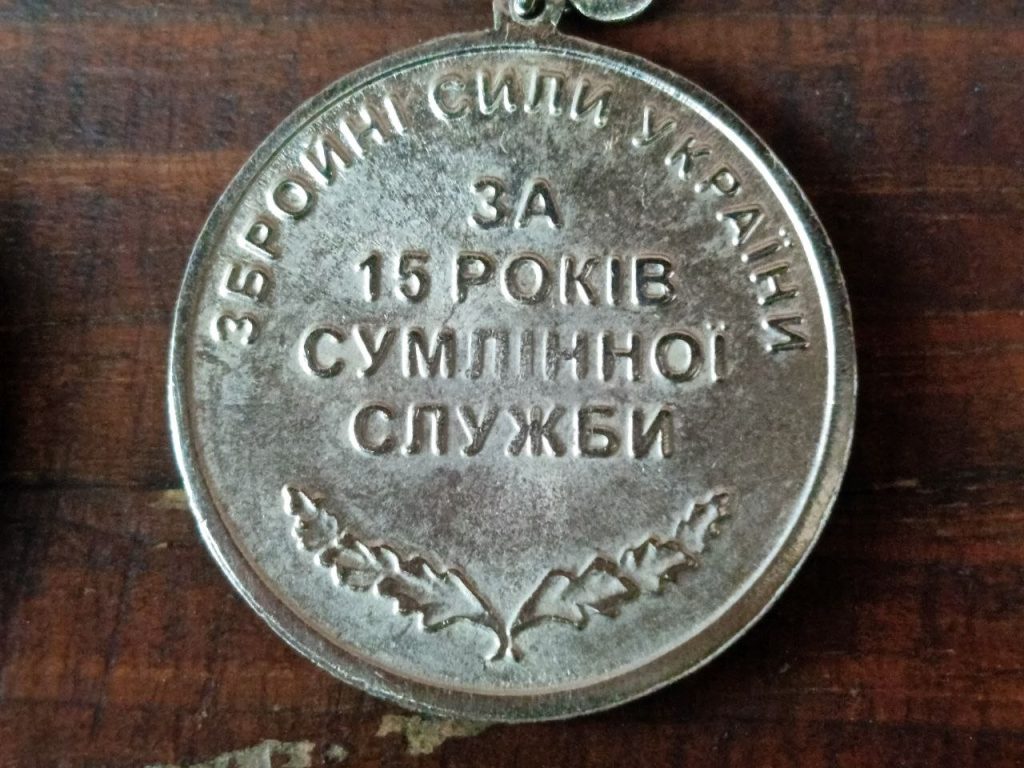 ЗБРОЙНІ СИЛИ УКРАЇНИ
ЗА
15 РОКІВ
СУМЛІННОЇ
СЛУЖБИ